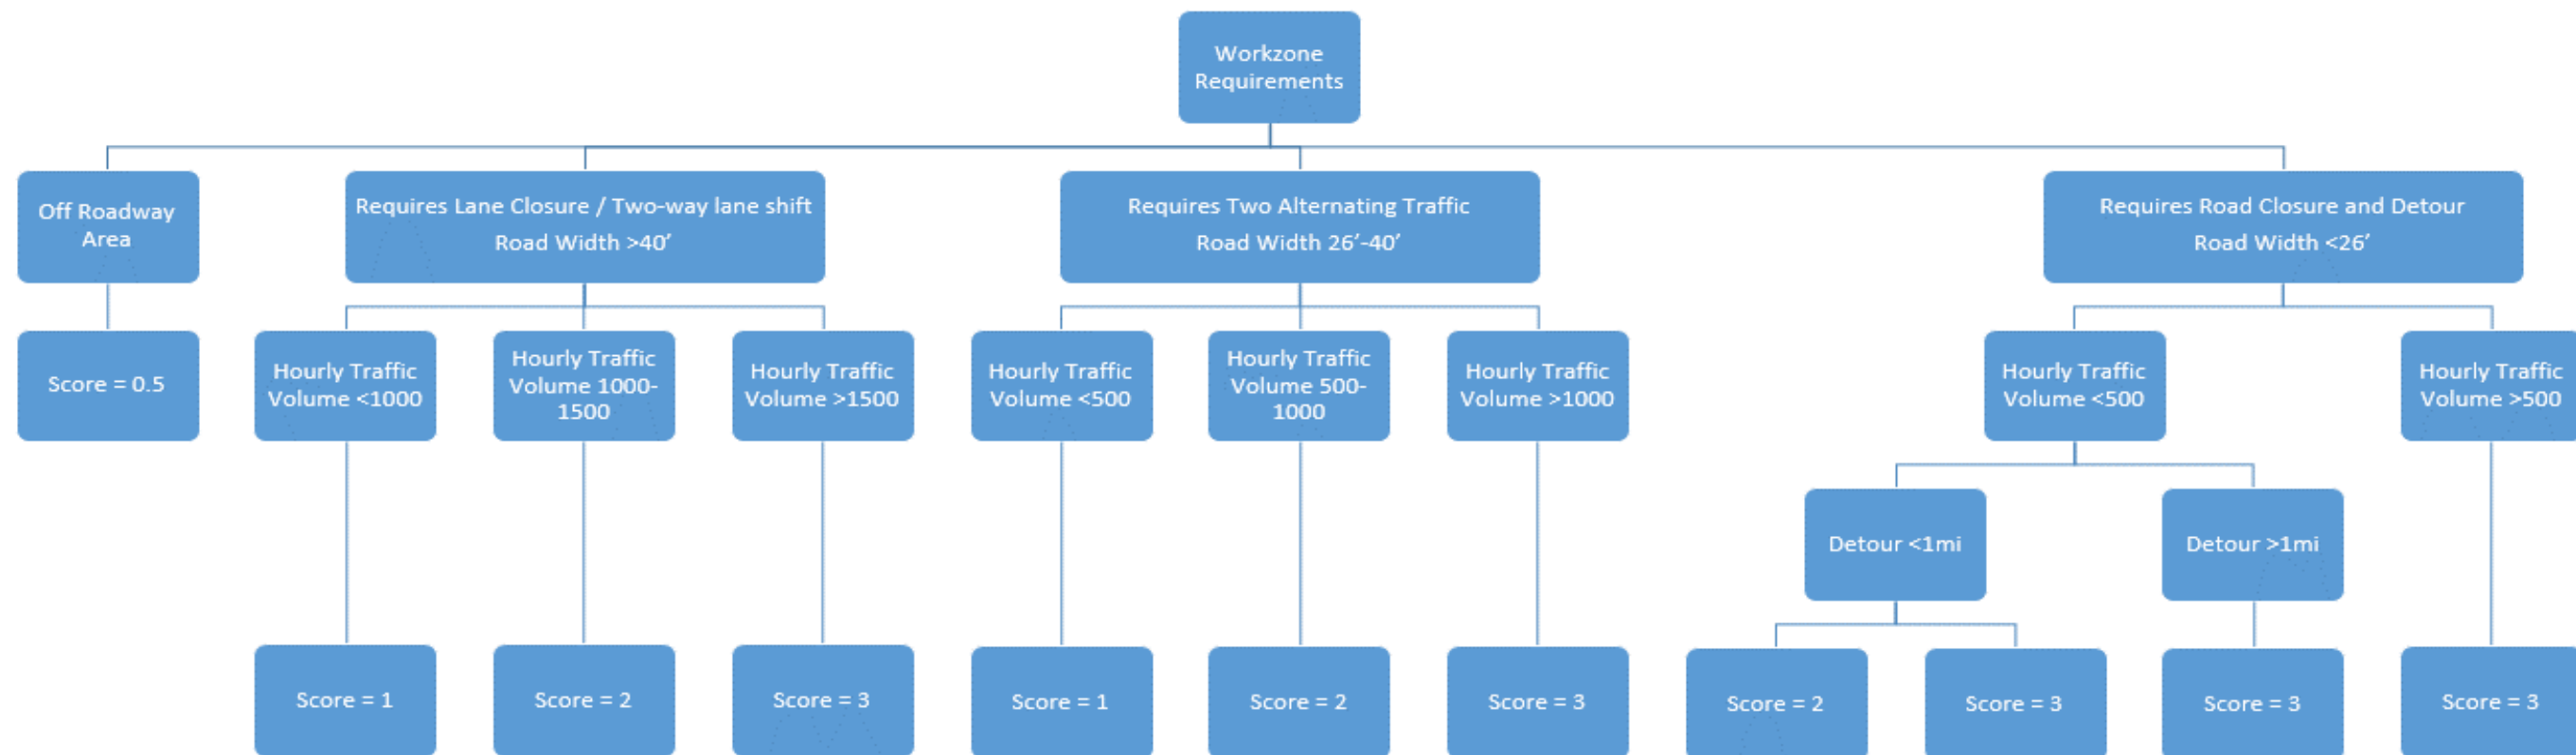 Workzone
Requirements
Off Roadway
Area
Requires Lane Closure / Two-way lane shift
Road Width >40’
Requires Two Alternating Traffic
Road Width 26’-40’
Requires Road Closure and Detour
Road Width <26’
Score = 0.5
Hourly Traffic
Volume <1000
Hourly Traffic
Volume 1000-
1500
Hourly Traffic
Volume >1500
Hourly Traffic
Volume <500
Hourly Traffic
Volume 500-
1000
Hourly Traffic
Volume >1000
Hourly Traffic
Volume <500
Hourly Traffic
Volume >500
Detour <1mi
Detour >1mi
Score = 1
Score = 2
Score = 3
Score = 1
Score = 2
Score = 3
Score = 2
Score = 3
Score = 3
Score = 3